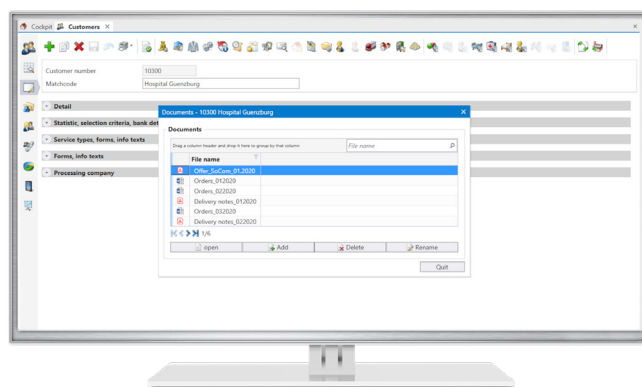 Cockpit Customers ×
Customer number 10300
Matchcode Hospital Guenzburg
Detail
Statistic, selection criteria, bank det
Service types, forms, info texts
Forms, info texts
Processing company
Documents - 10300 Hospital Guenzburg ×
Documents
Drag a column header and drop it here to group by that column File name
File name
Offer_SoCom_01.2020
Orders_012020
Orders_022020
Delivery notes_012020
Orders_032020
Delivery notes_022020
1/6
open Add Delete Rename
Quit